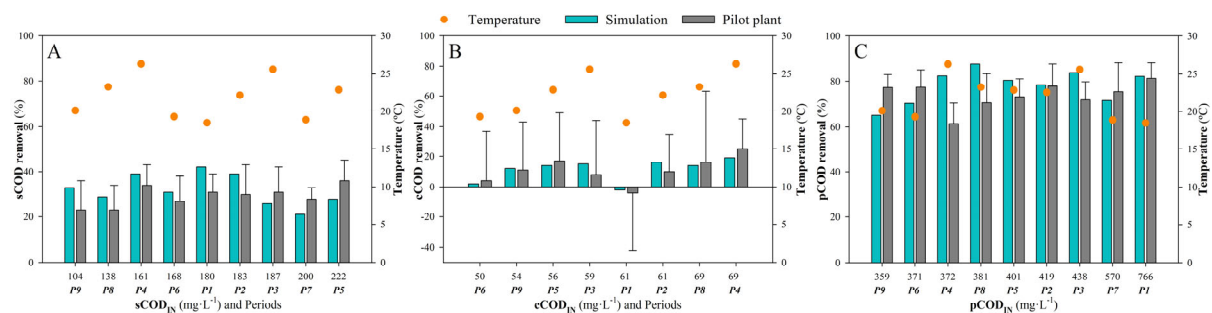 Temperature Simulation Pilot plant
A
sCOD removal (%)
100
80
60
40
20
0
30
25
20
15
10
5
0
Temperature (ºC)
104 138 161 168 180 183 187 200 222
P9 P8 P4 P6 P1 P2 P3 P7 P5
sCOD_IN (mg·L⁻¹) and Periods
B
cCOD removal (%)
100
80
60
40
20
0
-20
-40
30
25
20
15
10
5
0
Temperature (ºC)
50 54 56 59 61 61 69 69
P6 P9 P5 P3 P1 P2 P8 P4
cCOD_IN (mg·L⁻¹) and Periods
C
pCOD removal (%)
100
80
60
40
20
0
30
25
20
15
10
5
0
Temperature (ºC)
359 371 372 381 401 419 438 570 766
P9 P6 P4 P8 P5 P2 P3 P7 P1
pCOD_IN (mg·L⁻¹)